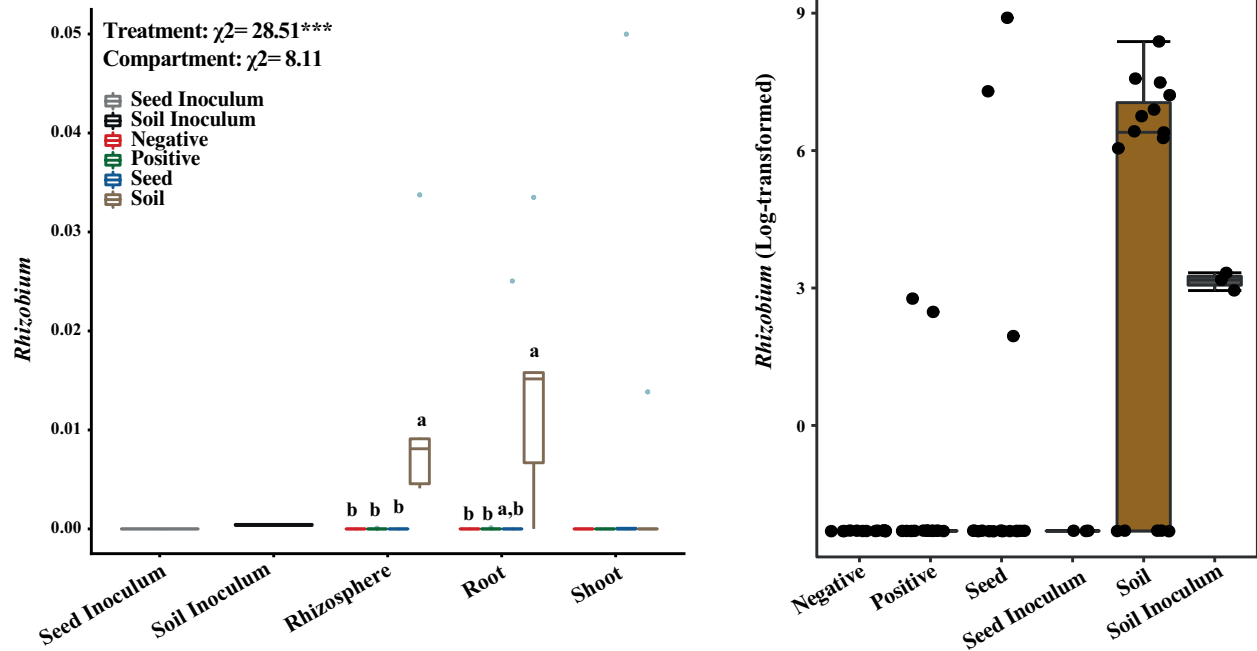 Treatment: χ2= 28.51***
Compartment: χ2= 8.11
Seed Inoculum
Soil Inoculum
Negative
Positive
Seed
Soil
Rhizobium
0.05
0.04
0.03
0.02
0.01
0.00
a
b b b
a
b b a,b
Seed Inoculum
Soil Inoculum
Rhizosphere
Root
Shoot
Rhizobium (Log-transformed)
9
6
3
0
Negative
Positive
Seed
Seed Inoculum
Soil
Soil Inoculum